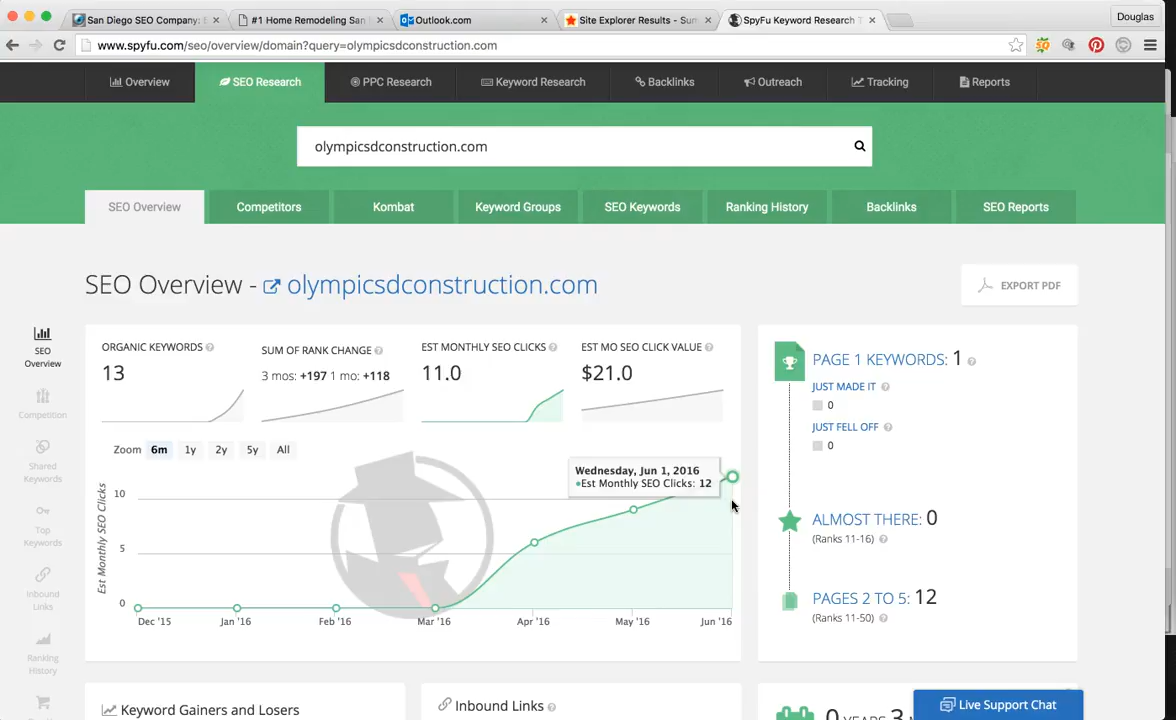 San Diego SEO Company: E
#1 Home Remodeling San
Outlook.com
Site Explorer Results - Sum
SpyFu Keyword Research T
Douglas
www.spyfu.com/seo/overview/domain?query=olympicsdconstruction.com
Overview
SEO Research
PPC Research
Keyword Research
Backlinks
Outreach
Tracking
Reports
olympicsdconstruction.com
SEO Overview
Competitors
Kombat
Keyword Groups
SEO Keywords
Ranking History
Backlinks
SEO Reports
SEO Overview - olympicsdconstruction.com
EXPORT PDF
SEO
Overview
Competition
Shared
Keywords
Top
Keywords
Inbound
Links
Ranking
History
ORGANIC KEYWORDS
13
SUM OF RANK CHANGE
3 mos: +197 1 mo: +118
EST MONTHLY SEO CLICKS
11.0
EST MO SEO CLICK VALUE
$21.0
Zoom 6m 1y 2y 5y All
Wednesday, Jun 1, 2016
Est Monthly SEO Clicks: 12
Est Monthly SEO Clicks
10
5
0
Dec '15 Jan '16 Feb '16 Mar '16 Apr '16 May '16 Jun '16
PAGE 1 KEYWORDS: 1
JUST MADE IT
0
JUST FELL OFF
0
ALMOST THERE: 0
(Ranks 11-16)
PAGES 2 TO 5: 12
(Ranks 11-50)
Keyword Gainers and Losers
Inbound Links
0 YEARS 3
Live Support Chat